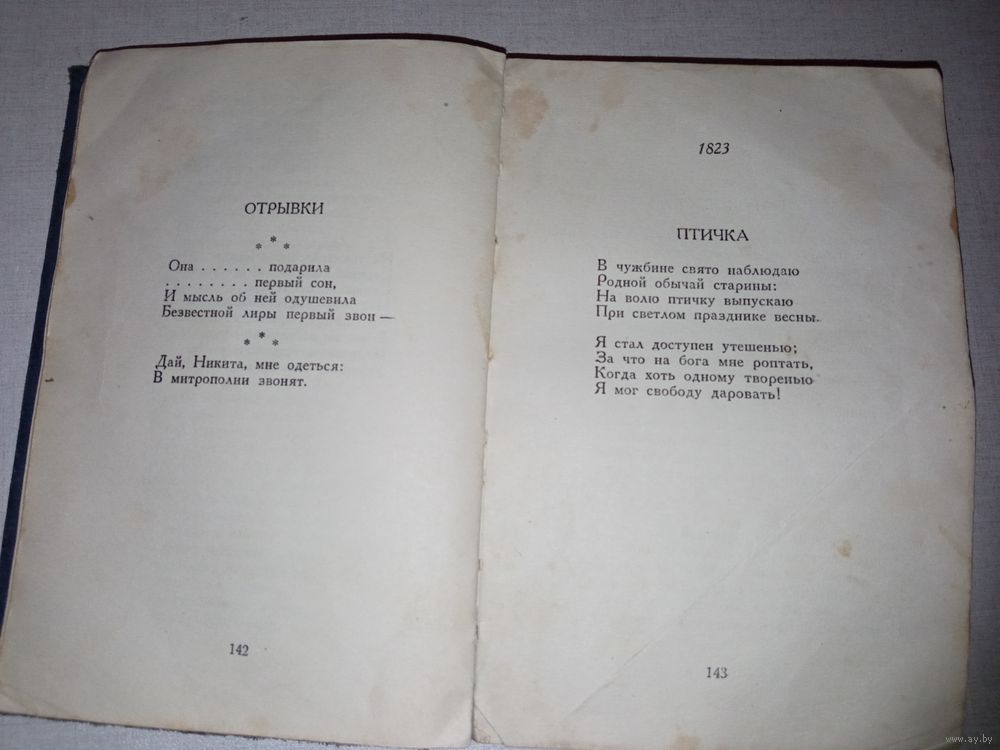 ОТРЫВКИ
* * *
Она . . . . . . подарила
. . . . . . . . первый сон,
И мысль об ней одушевила
Безвестной лиры первый звон —
* * *
Дай, Никита, мне одеться:
В митрополии звонят.
142
1823
ПТИЧКА
В чужбине свято наблюдаю
Родной обычай старины:
На волю птичку выпускаю
При светлом празднике весны.
Я стал доступен утешенью;
За что на бога мне роптать,
Когда хоть одному творенью
Я мог свободу даровать!
143
www.ay.by